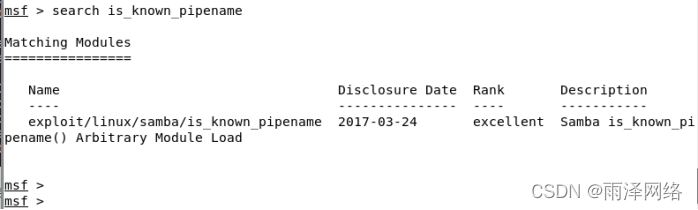 msf > search is_known_pipename
Matching Modules
================
Name Disclosure Date Rank Description
---- --------------- ---- -----------
exploit/linux/samba/is_known_pipename 2017-03-24 excellent Samba is_known_pi
pename() Arbitrary Module Load
msf >
msf >
CSDN @雨泽网络